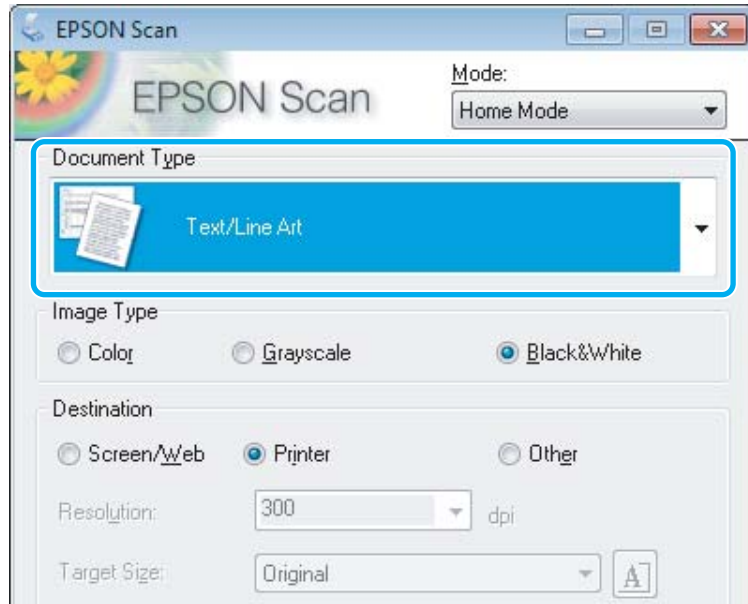 EPSON Scan
EPSON Scan
Mode:
Home Mode
Document Type
Text/Line Art
Image Type
Color Grayscale Black&White
Destination
Screen/Web Printer Other
Resolution: 300 dpi
Target Size: Original A